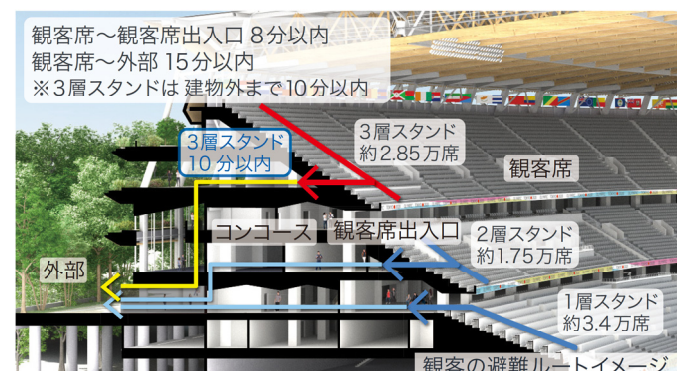 観客席～観客席出入口 8分以内
観客席～外部 15分以内
※3層スタンドは 建物外まで10分以内
3層スタンド
10分以内
3層スタンド
約2.85万席
観客席
コンコース
観客席出入口
2層スタンド
約1.75万席
外部
1層スタンド
約3.4万席
観客の避難ルートイメージ